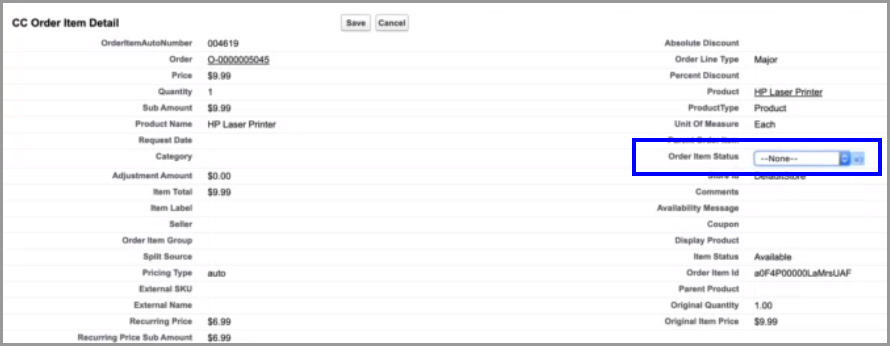 CC Order Item Detail Save Cancel
OrderItemAutoNumber 004619 Absolute Discount
Order O-0000005045 Order Line Type Major
Price $9.99 Percent Discount
Quantity 1 Product HP Laser Printer
Sub Amount $9.99 ProductType Product
Product Name HP Laser Printer Unit Of Measure Each
Request Date Parent Order Item
Category Order Item Status --None--
Adjustment Amount $0.00 Store Id DefaultStore
Item Total $9.99 Comments
Item Label Availability Message
Seller Coupon
Order Item Group Display Product
Split Source Item Status Available
Pricing Type auto Order Item Id a0F4P00000LaMrsUAF
External SKU Parent Product
External Name Original Quantity 1.00
Recurring Price $6.99 Original Item Price $9.99
Recurring Price Sub Amount $6.99